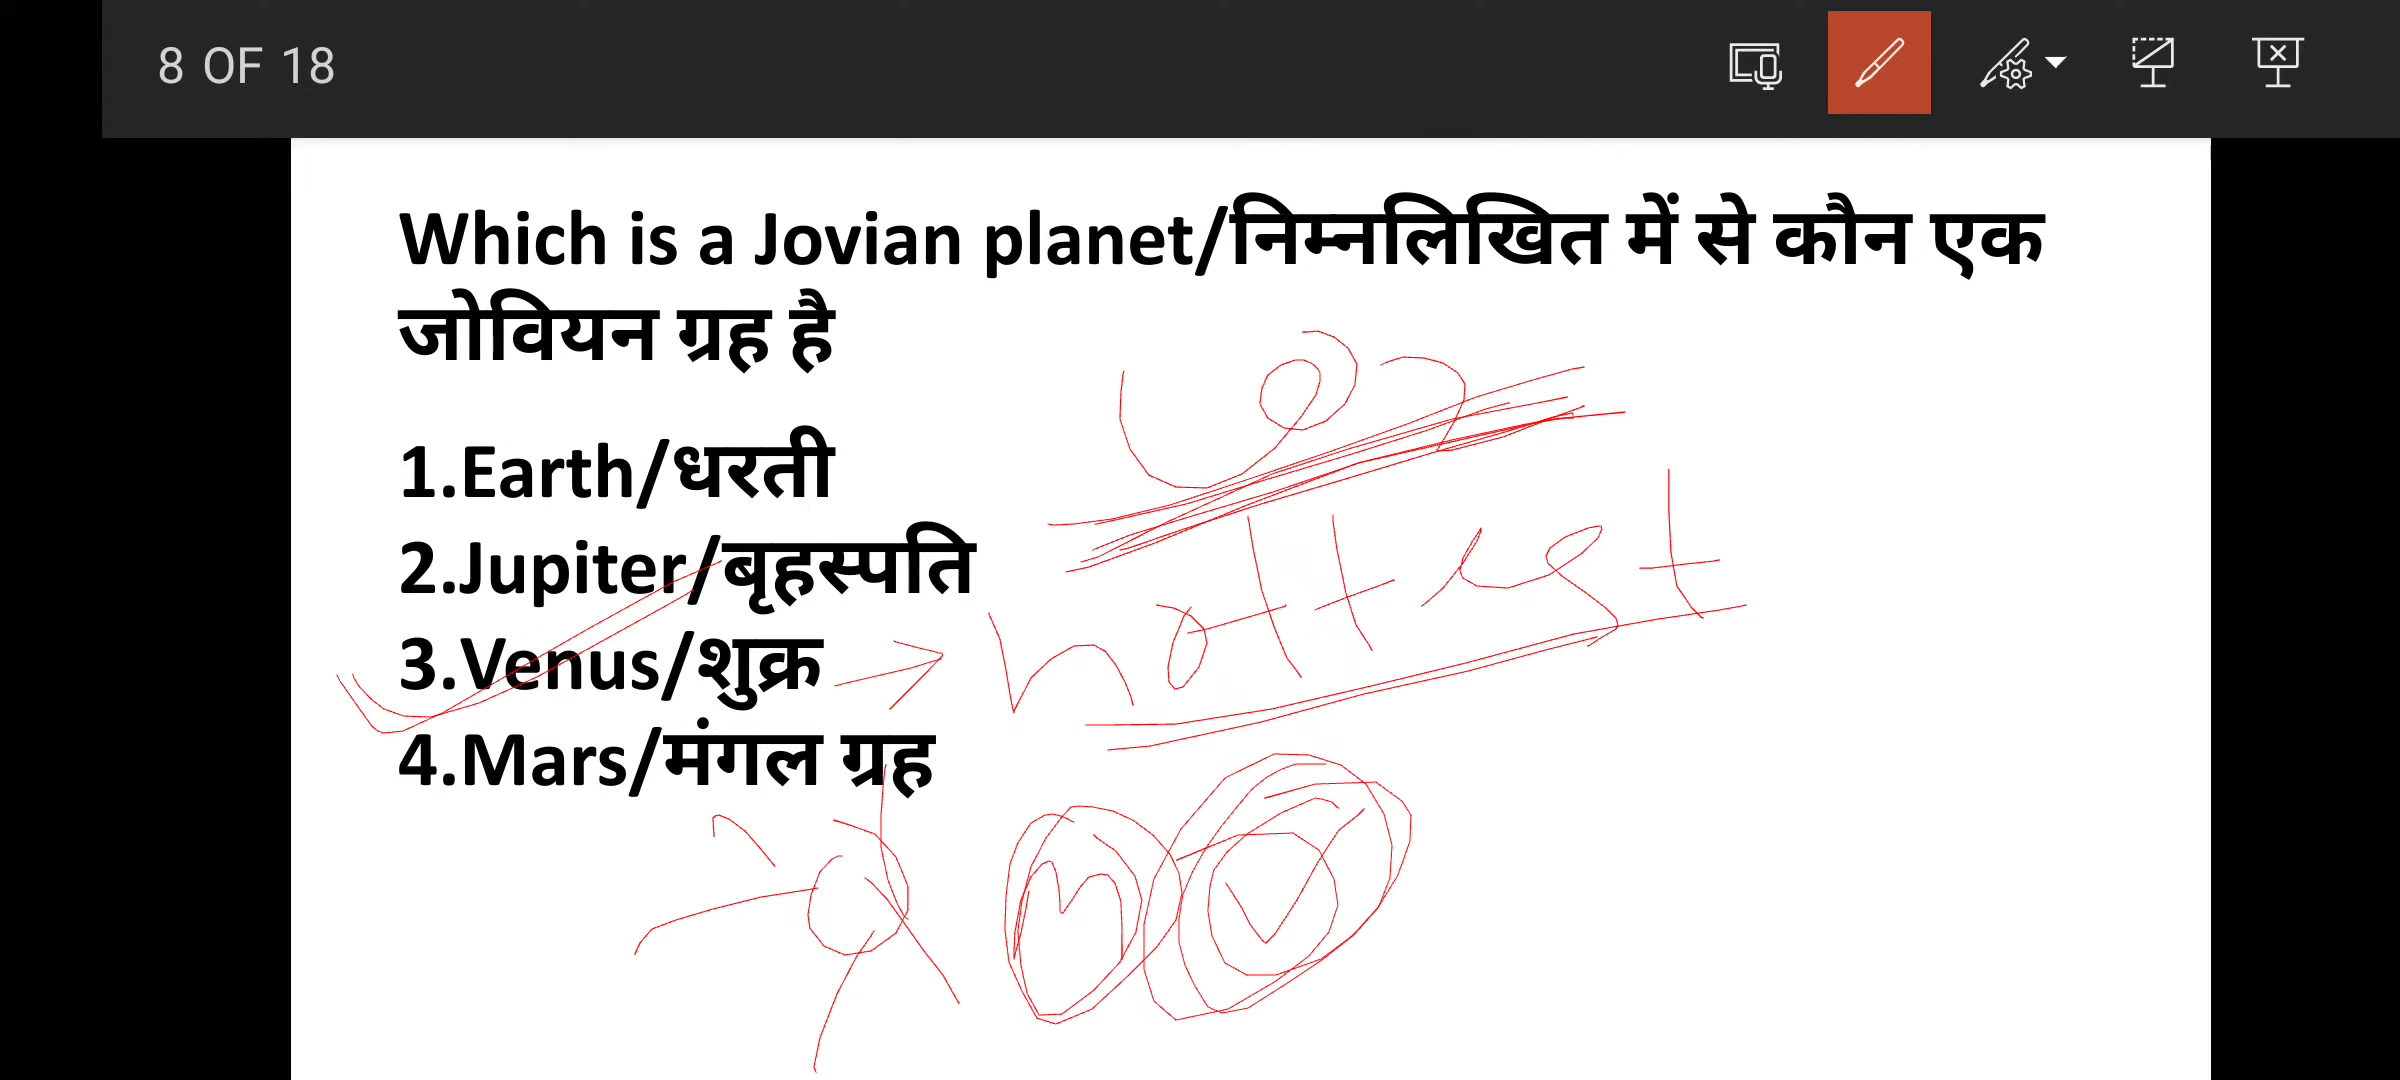 8 OF 18
Which is a Jovian planet/निम्नलिखित में से कौन एक
जोवियन ग्रह है
CO2
1.Earth/धरती
2.Jupiter/बृहस्पति
3.Venus/शुक्र → hottest
4.Mars/मंगल ग्रह
M V